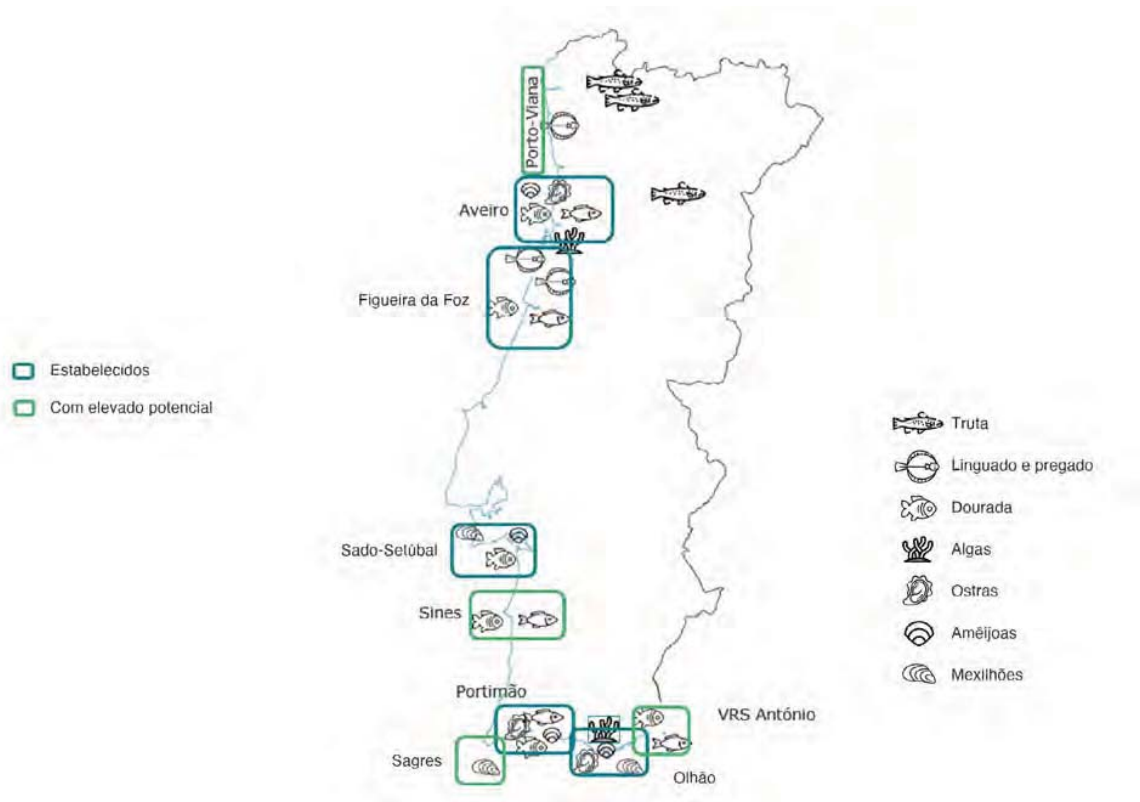 Porto-Viana
Aveiro
Figueira da Foz
Estabelecidos
Com elevado potencial
Truta
Linguado e pregado
Dourada
Algas
Ostras
Amêijoas
Mexilhões
Sado-Setúbal
Sines
Portimão
VRS António
Sagres
Olhão